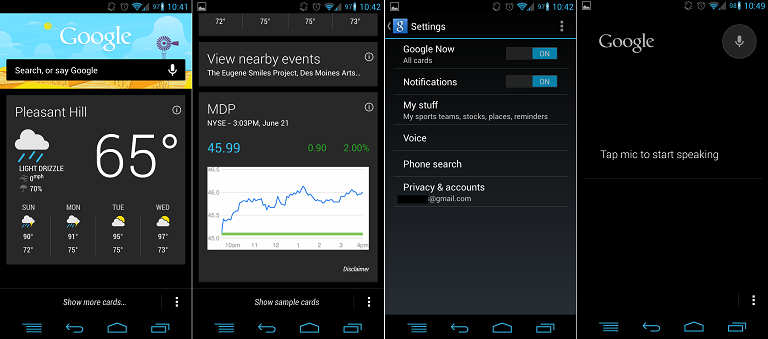 97 10:41
Google
Search, or say Google
Pleasant Hill
65°
LIGHT DRIZZLE
0mph
70%
SUN MON TUE WED
90° 91° 95° 97°
72° 75° 75° 73°
Show more cards...
97 10:42
72° 75° 75° 73°
View nearby events
The Eugene Smiles Project, Des Moines Arts...
MDP
NYSE - 3:03PM, June 21
45.99 0.90 2.00%
46.5
46.0
45.0
10am 11 12 1 2 3 4pm
Disclaimer
Show sample cards
97 10:42
g Settings
Google Now
All cards
ON
Notifications
ON
My stuff
My sports teams, stocks, places, reminders
Voice
Phone search
Privacy & accounts
@gmail.com
98 10:49
Google
Tap mic to start speaking